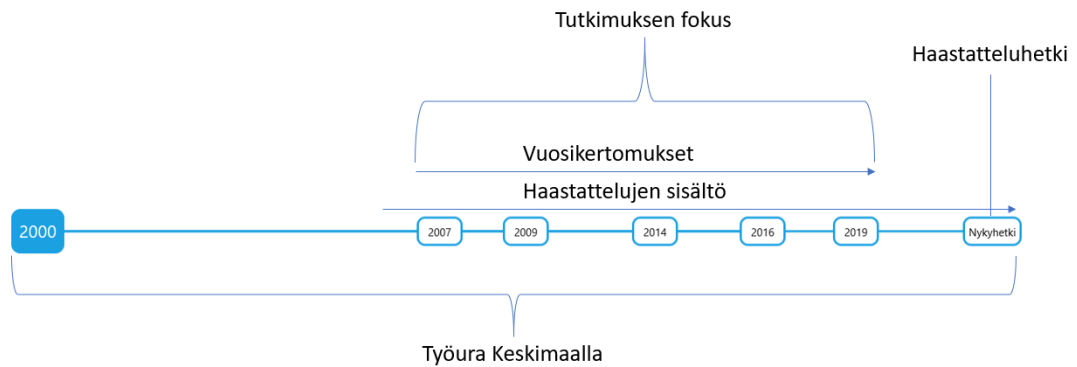 Tutkimuksen fokus
Haastatteluhetki
Vuosikertomukset
Haastattelujen sisältö
2000
2007
2009
2014
2016
2019
Nykyhetki
Työura Keskimaalla